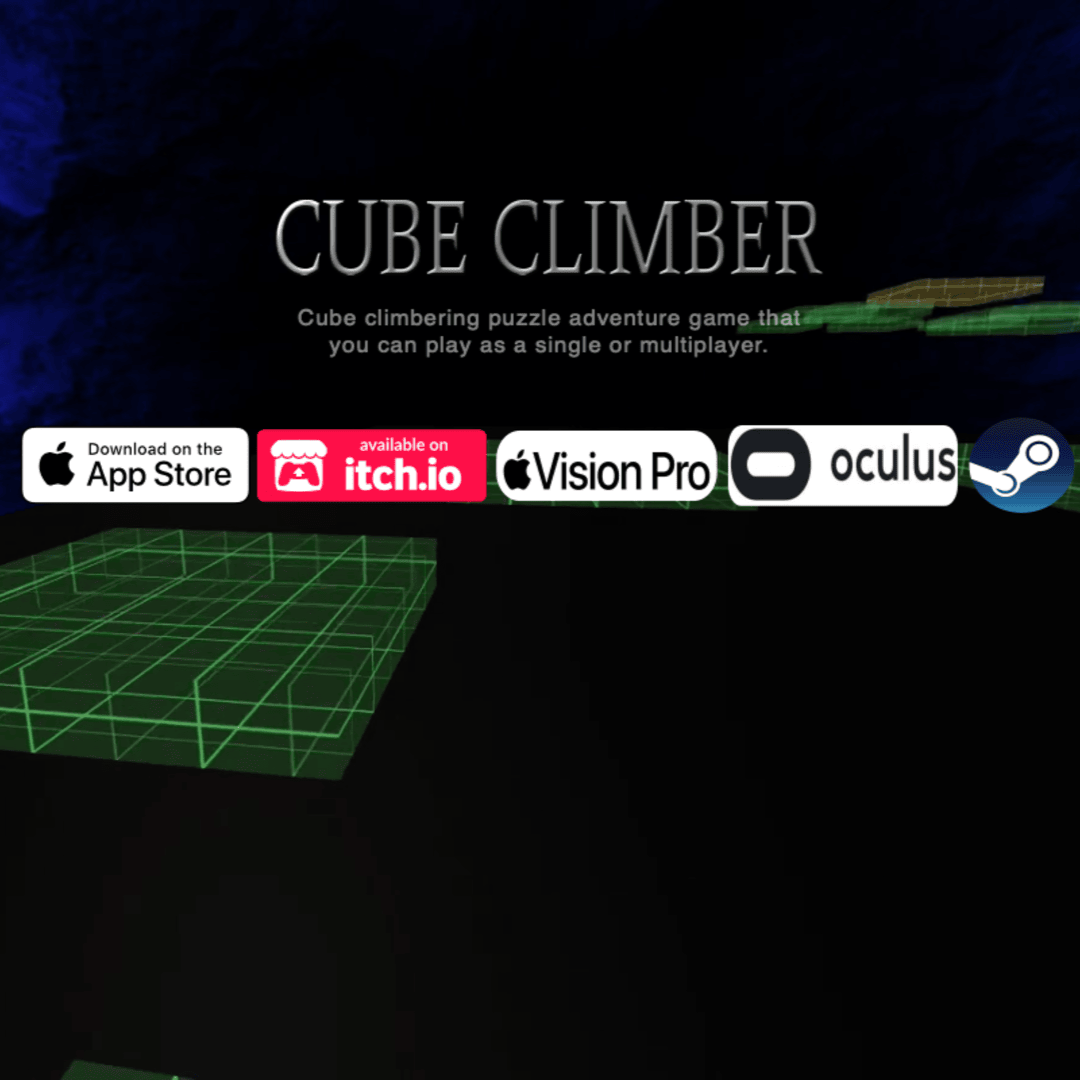 CUBE CLIMBER
Cube climbering puzzle adventure game that
you can play as a single or multiplayer.
Download on the
App Store
available on
itch.io
Vision Pro
oculus